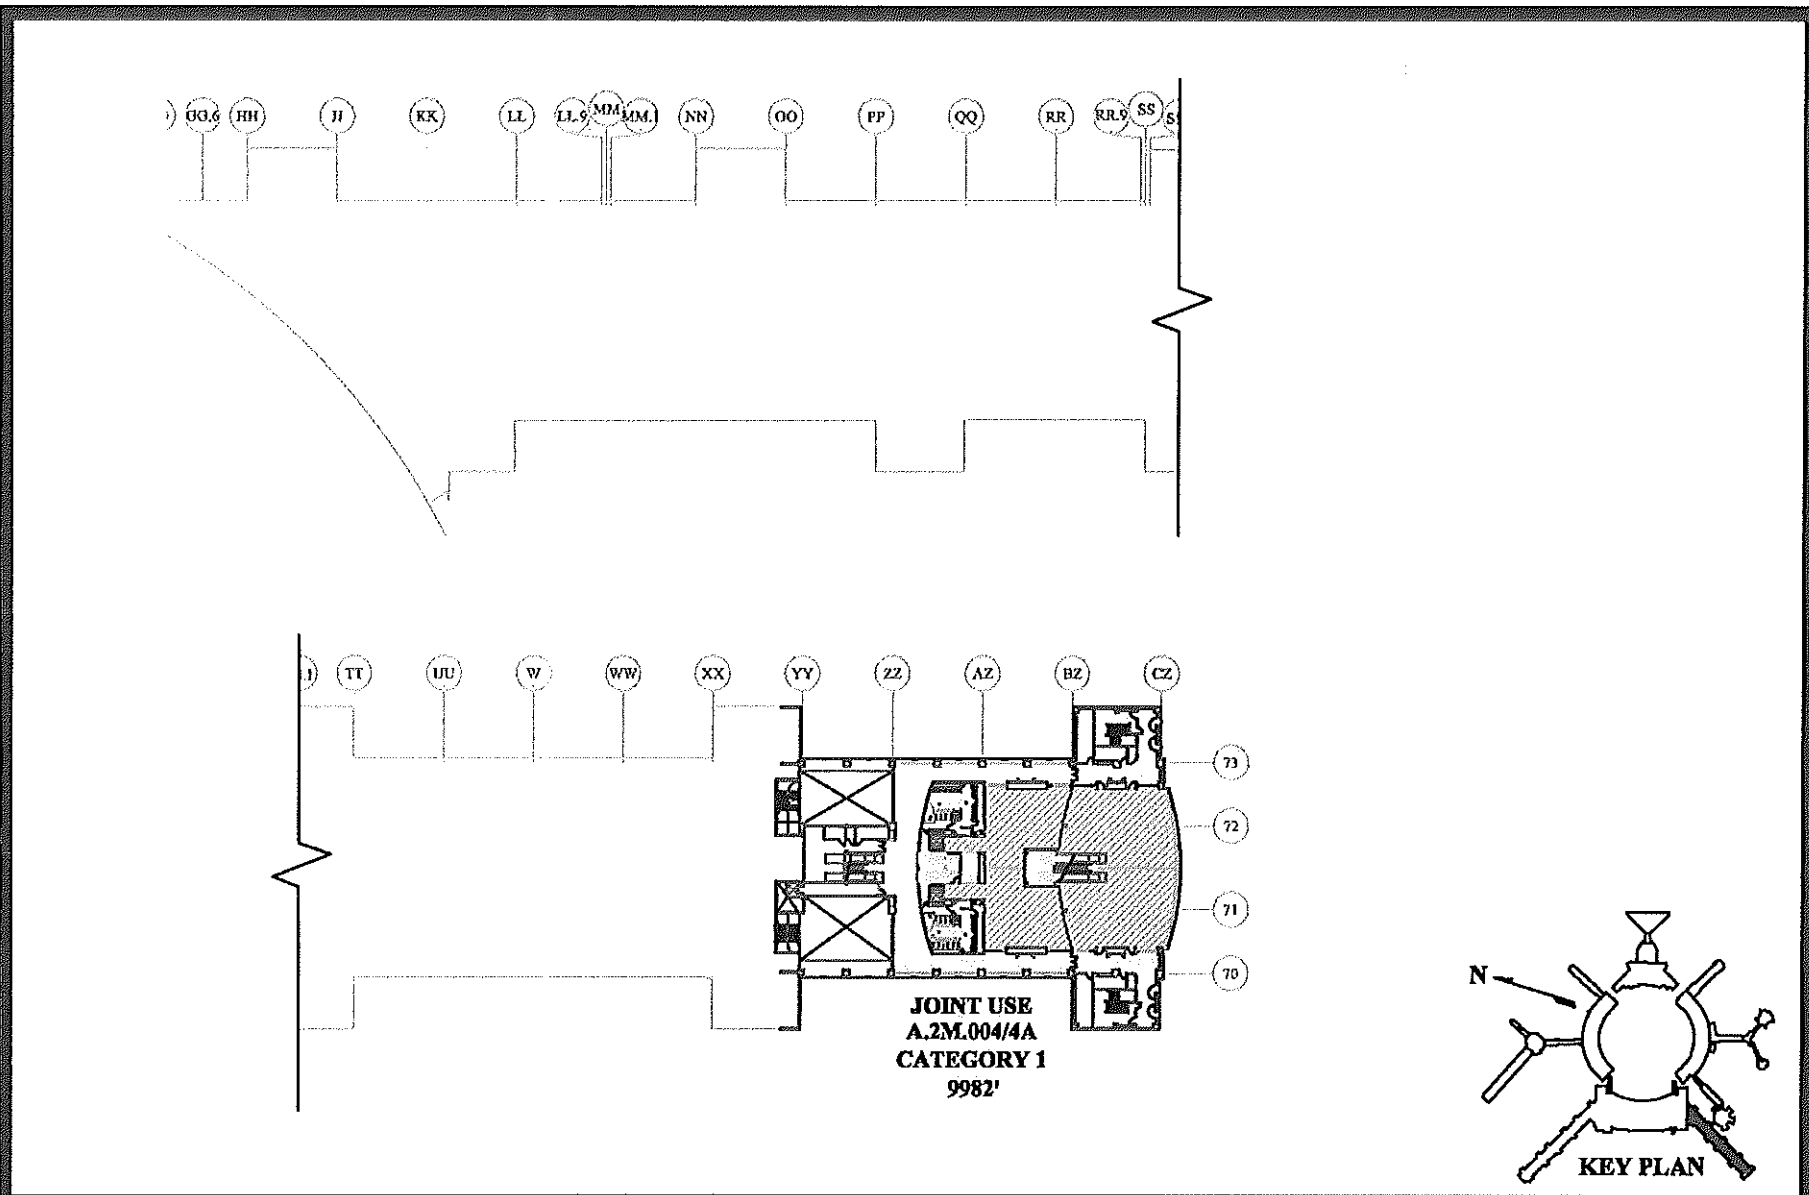 GG.6 HH JJ KK LL LL.9 MM MM.1 NN OO PP QQ RR RR.9 SS
TT UU W WW XX YY ZZ AZ BZ CZ
73
72
71
70
JOINT USE
A.2M.004/4A
CATEGORY 1
9982'
N
KEY PLAN